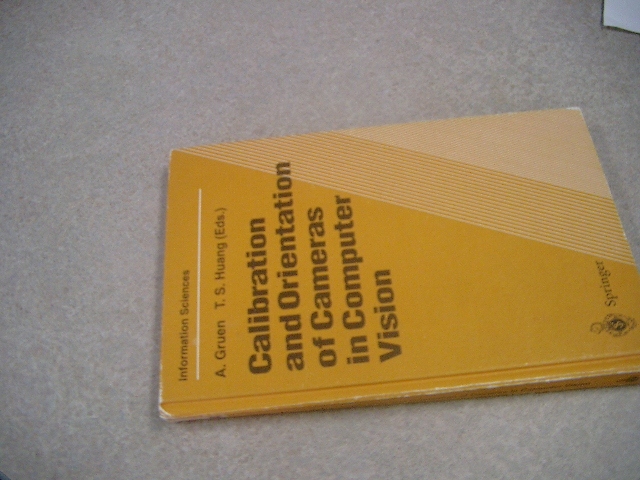 Information Sciences
A. Gruen T. S. Huang (Eds.)
Calibration
and Orientation
of Cameras
in Computer
Vision
Springer